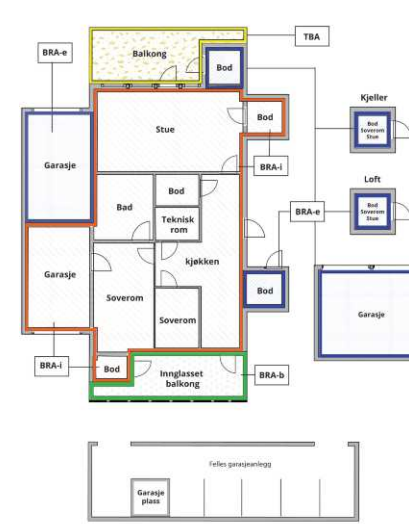 TBA
BRA-e
Balkong
Bod
Kjeller
Stue
Bod
Bod
Soverom
Stue
BRA-i
Garasje
Loft
Bad
Bod
Teknisk
rom
BRA-e
Bod
Soverom
Stue
Garasje
kjøkken
Bod
Soverom
Soverom
Garasje
BRA-i
Bod
Innglasset
balkong
BRA-b
Felles garasjeanlegg
Garasje
plass